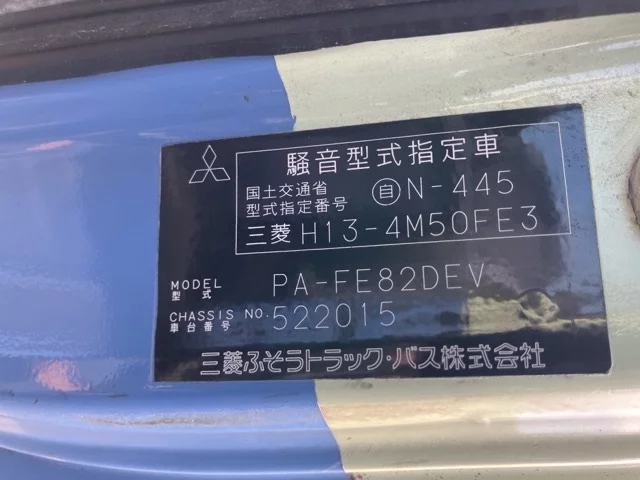 騒音型式指定車
国土交通省
型式指定番号 自N-445
三菱 H13-4M50FE3
MODEL
型式 PA-FE82DEV
CHASSIS NO.
車台番号 522015
三菱ふそうトラック・バス株式会社